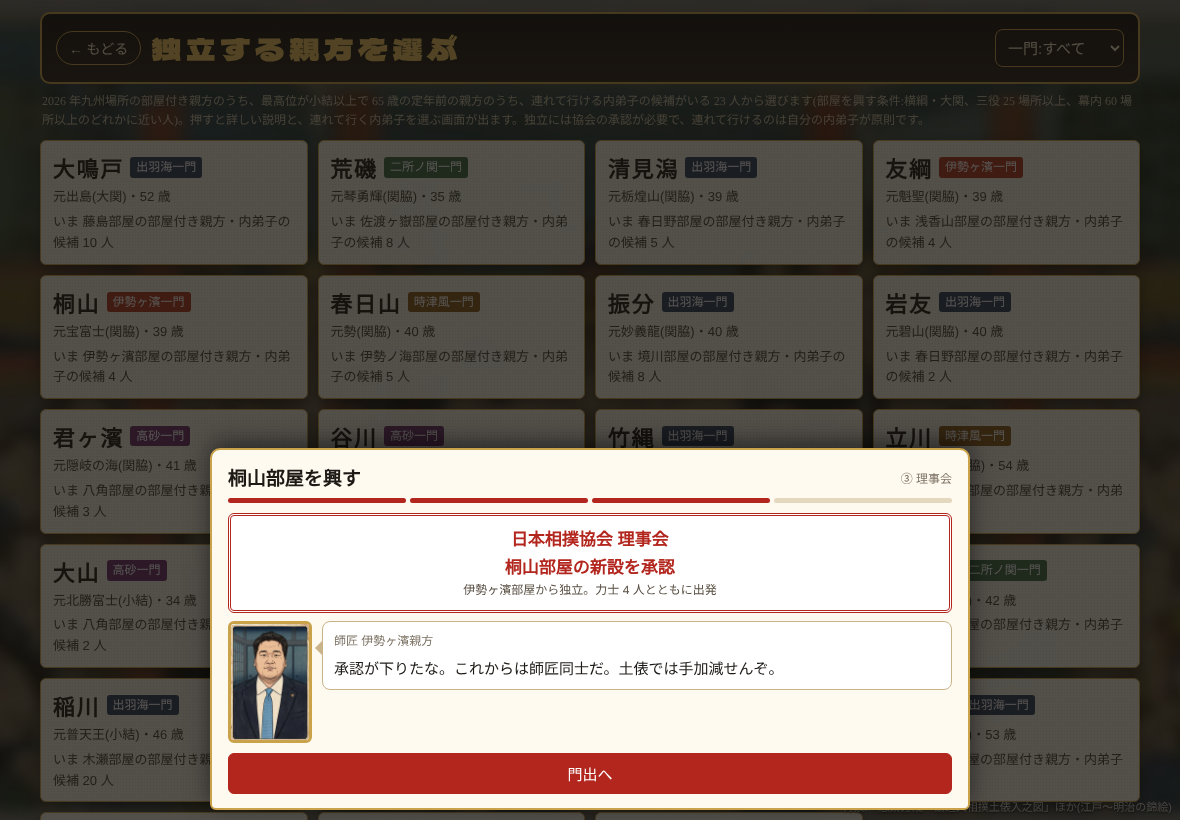 ← もどる
独立する親方を選ぶ
一門:すべて
2026 年九州場所の部屋付き親方のうち、最高位が小結以上で 65 歳の定年前の親方のうち、連れて行ける内弟子の候補がいる 23 人から選びます(部屋を興す条件:横綱・大関、三役 25 場所以上、幕内 60 場
所以上のどれかに近い人)。押すと詳しい説明と、連れて行く内弟子を選ぶ画面が出ます。独立には協会の承認が必要で、連れて行けるのは自分の内弟子が原則です。
大鳴戸 出羽海一門
元出島(大関)・52 歳
いま 藤島部屋の部屋付き親方・内弟子の
候補 10 人
荒磯 二所ノ関一門
元琴勇輝(関脇)・35 歳
いま 佐渡ヶ嶽部屋の部屋付き親方・内弟
子の候補 8 人
清見潟 出羽海一門
元栃煌山(関脇)・39 歳
いま 春日野部屋の部屋付き親方・内弟子
の候補 5 人
友綱 伊勢ヶ濱一門
元魁聖(関脇)・39 歳
いま 浅香山部屋の部屋付き親方・内弟子
の候補 4 人
桐山 伊勢ヶ濱一門
元宝富士(関脇)・39 歳
いま 伊勢ヶ濱部屋の部屋付き親方・内弟
子の候補 4 人
春日山 時津風一門
元勢(関脇)・40 歳
いま 伊勢ノ海部屋の部屋付き親方・内弟
子の候補 5 人
振分 出羽海一門
元妙義龍(関脇)・40 歳
いま 境川部屋の部屋付き親方・内弟子の
候補 8 人
岩友 出羽海一門
元碧山(関脇)・40 歳
いま 春日野部屋の部屋付き親方・内弟子
の候補 2 人
君ヶ濱 高砂一門
元隠岐の海(関脇)・41 歳
いま 八角部屋の部屋付き親
候補 3 人
谷川 高砂一門
竹縄 出羽海一門
立川 時津風一門
・54 歳
部屋の部屋付き親方・内弟子
大山 高砂一門
元北勝富士(小結)・34 歳
いま 八角部屋の部屋付き親
候補 2 人
二所ノ関一門
・42 歳
屋の部屋付き親方・内弟子
稲川 出羽海一門
元普天王(小結)・46 歳
いま 木瀬部屋の部屋付き親
候補 20 人
出羽海一門
・53 歳
屋の部屋付き親方・内弟子
桐山部屋を興す
③ 理事会
日本相撲協会 理事会
桐山部屋の新設を承認
伊勢ヶ濱部屋から独立。力士 4 人とともに出発
師匠 伊勢ヶ濱親方
承認が下りたな。これからは師匠同士だ。土俵では手加減せんぞ。
門出へ
相撲土俵入之図」ほか(江戸〜明治の錦絵)